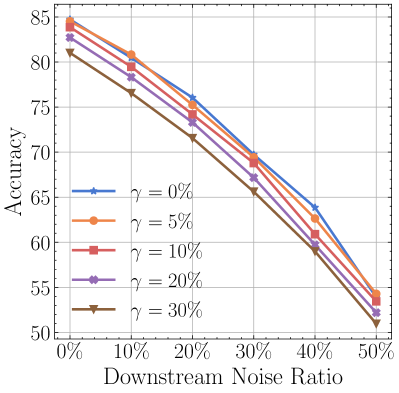 85
80
75
70
65
60
55
50
Accuracy
γ = 0%
γ = 5%
γ = 10%
γ = 20%
γ = 30%
0% 10% 20% 30% 40% 50%
Downstream Noise Ratio